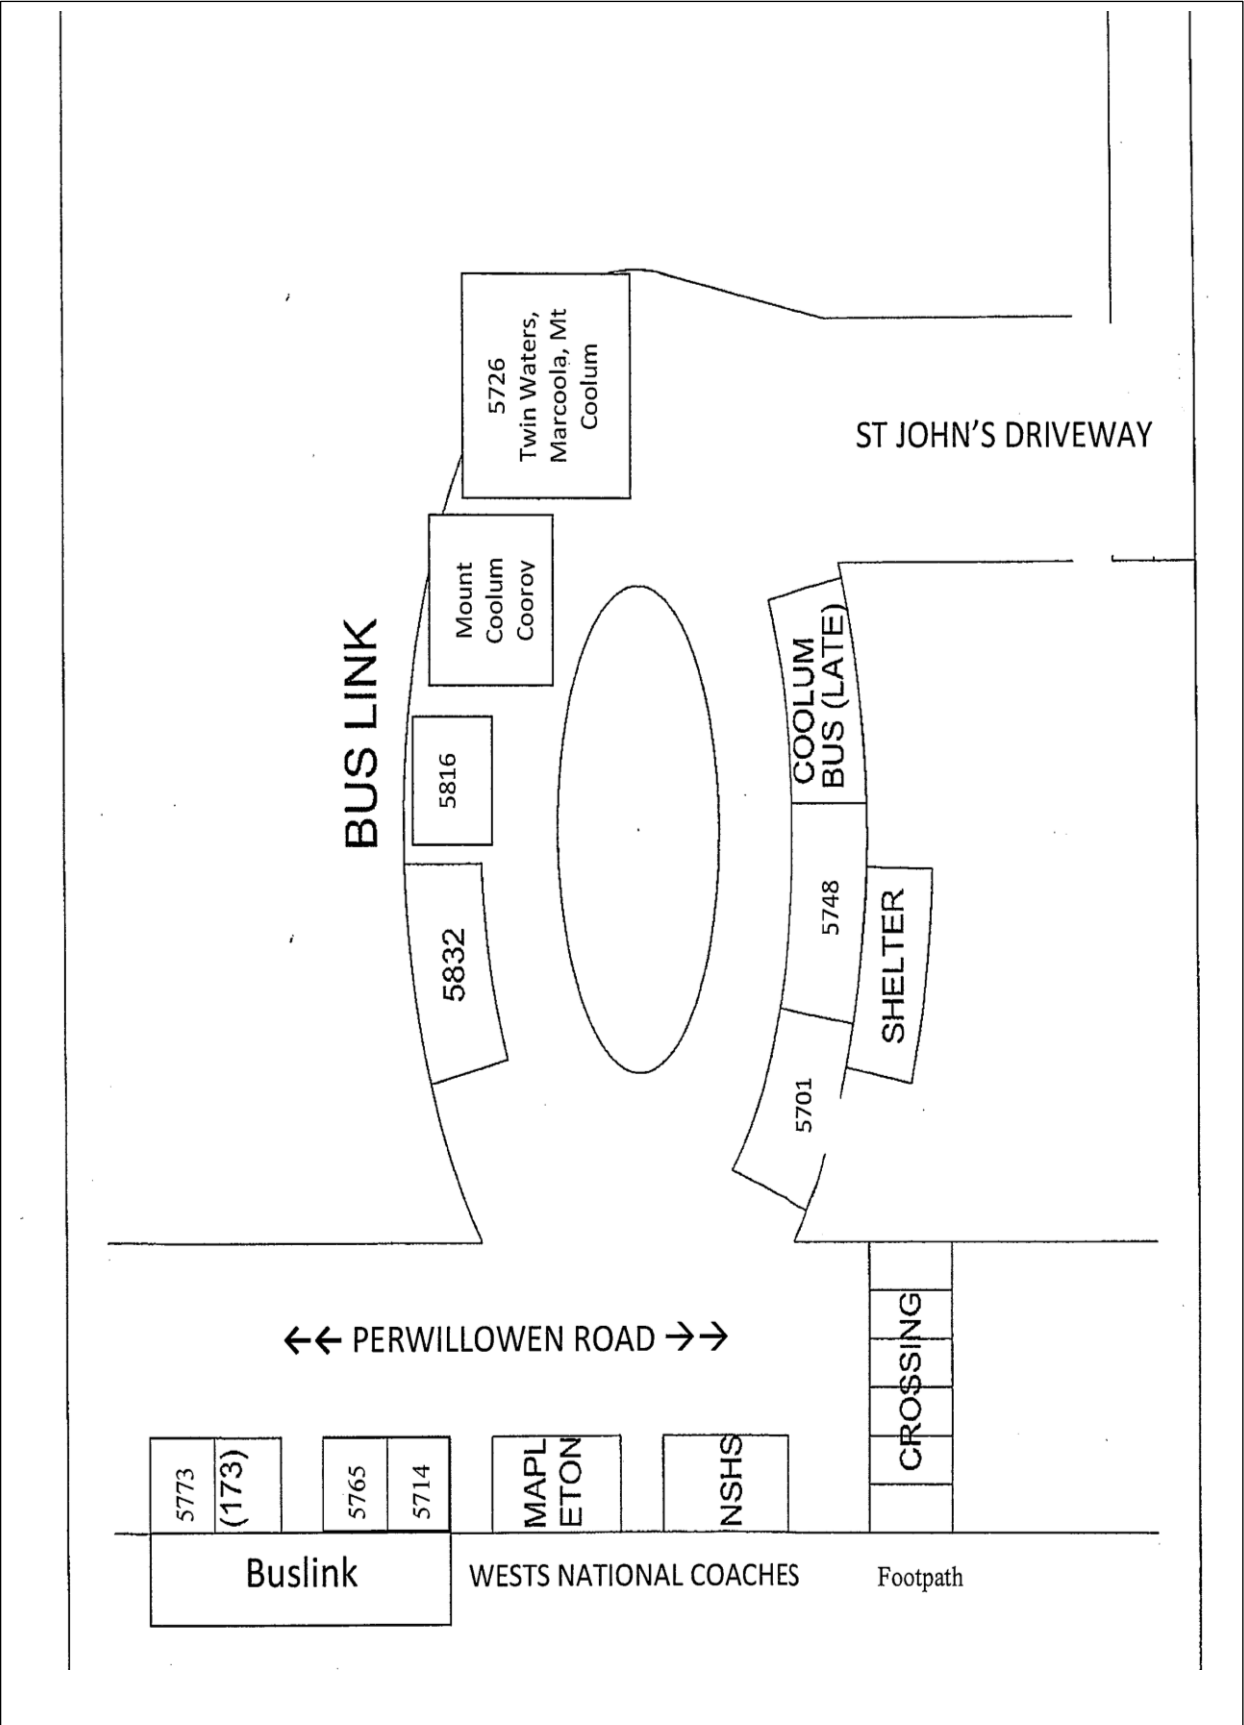 5726
Twin Waters,
Marcoola, Mt
Coolum
ST JOHN'S DRIVEWAY
Mount
Coolum
Coorov
BUS LINK
COOLUM
BUS (LATE)
5816
5748
5832
SHELTER
5701
←← PERWILLOWEN ROAD →→
CROSSING
5773
(173)
5765
5714
MAPL
ETON
NSHS
Buslink
WESTS NATIONAL COACHES
Footpath